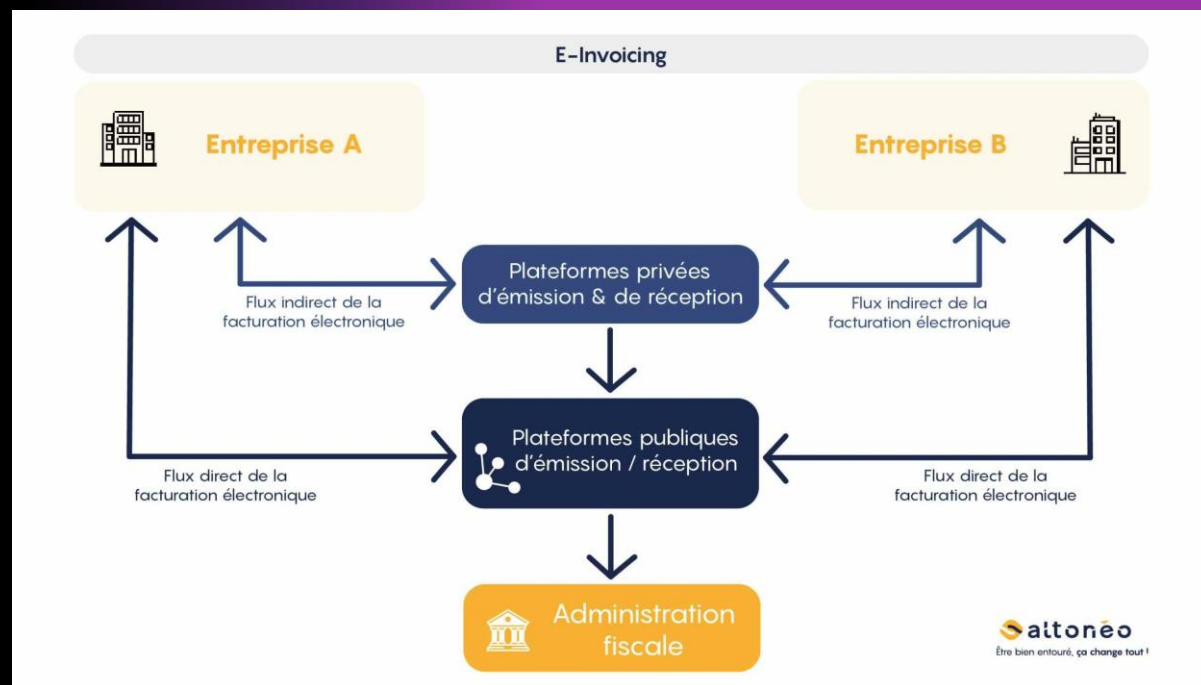 E-Invoicing
Entreprise A
Entreprise B
Plateformes privées
d'émission & de réception
Flux indirect de la
facturation électronique
Flux indirect de la
facturation électronique
Plateformes publiques
d'émission / réception
Flux direct de la
facturation électronique
Flux direct de la
facturation électronique
Administration
fiscale
altonéo
Être bien entouré, ça change tout !